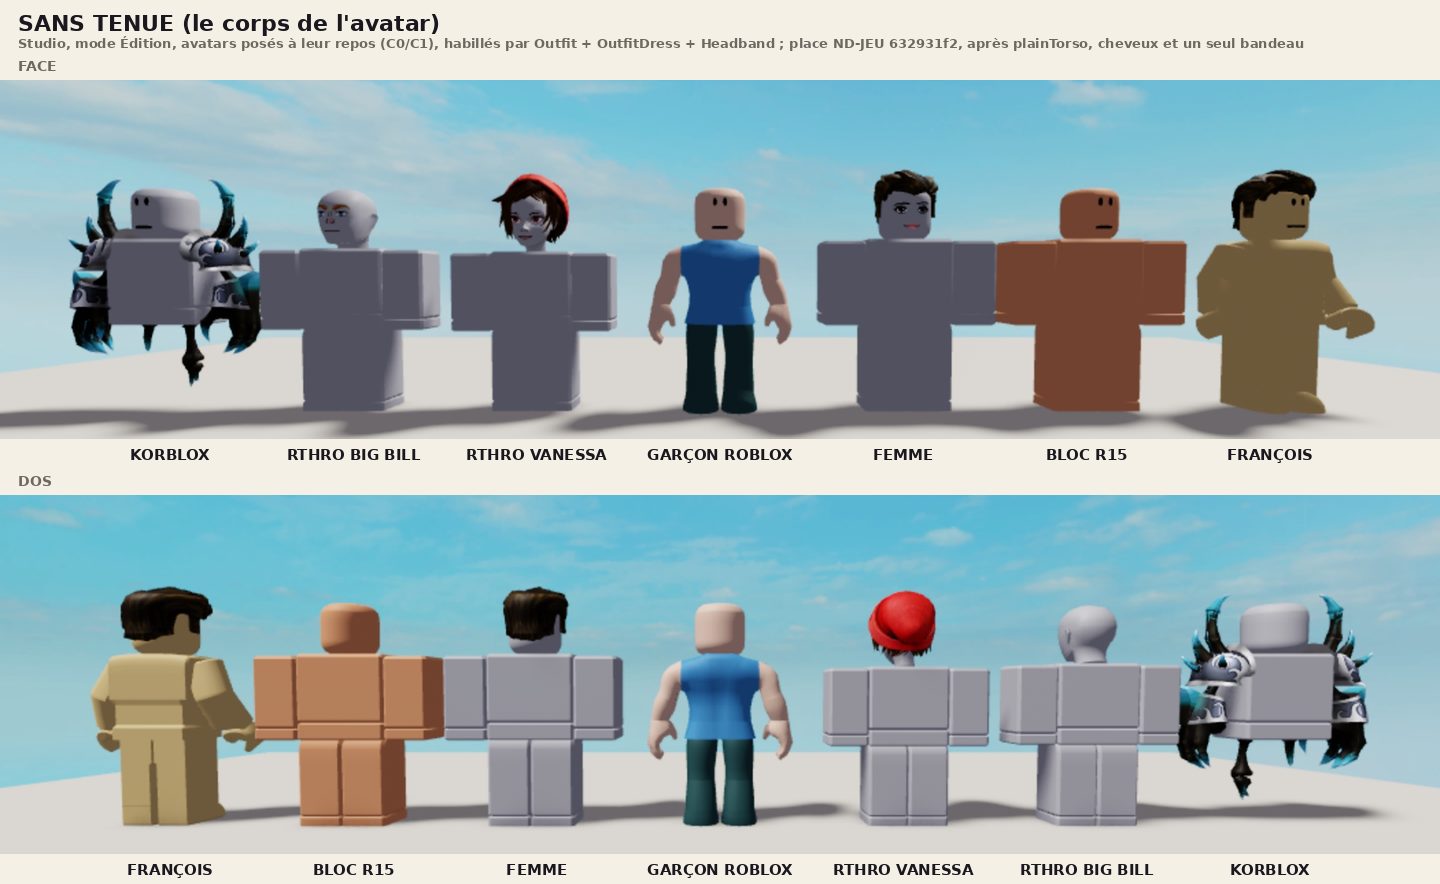 SANS TENUE (le corps de l'avatar)
Studio, mode Édition, avatars posés à leur repos (C0/C1), habillés par Outfit + OutfitDress + Headband ; place ND-JEU 632931f2, après plainTorso, cheveux et un seul bandeau
FACE
KORBLOX RTHRO BIG BILL RTHRO VANESSA GARÇON ROBLOX FEMME BLOC R15 FRANÇOIS
DOS
FRANÇOIS BLOC R15 FEMME GARÇON ROBLOX RTHRO VANESSA RTHRO BIG BILL KORBLOX